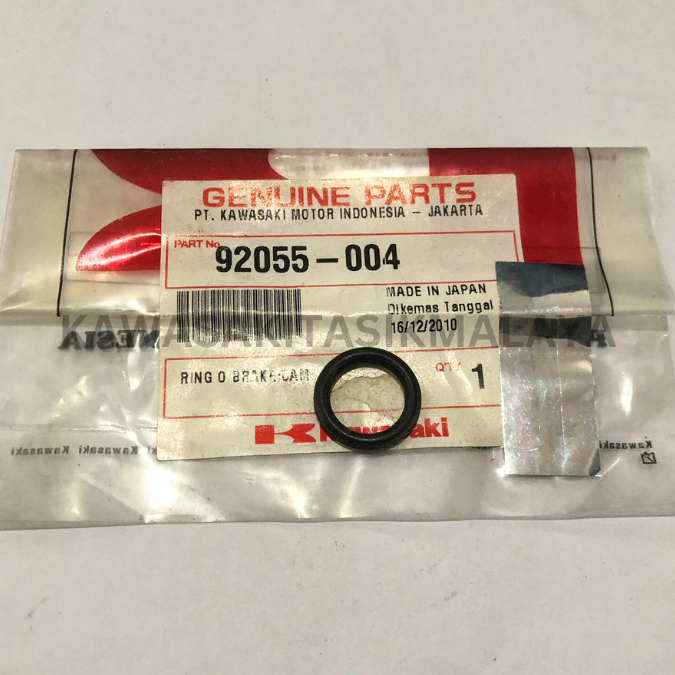 GENUINE PARTS
PT. KAWASAKI MOTOR INDONESIA - JAKARTA
PART No. 92055-004
MADE IN JAPAN
Dikemas Tanggal
16/12/2010
KAWASAKITASIKMALAYA
RING O BRAKE CAM
QTY 1
Kawasaki
Kawasaki Kawasaki Kawasaki
Kawasaki